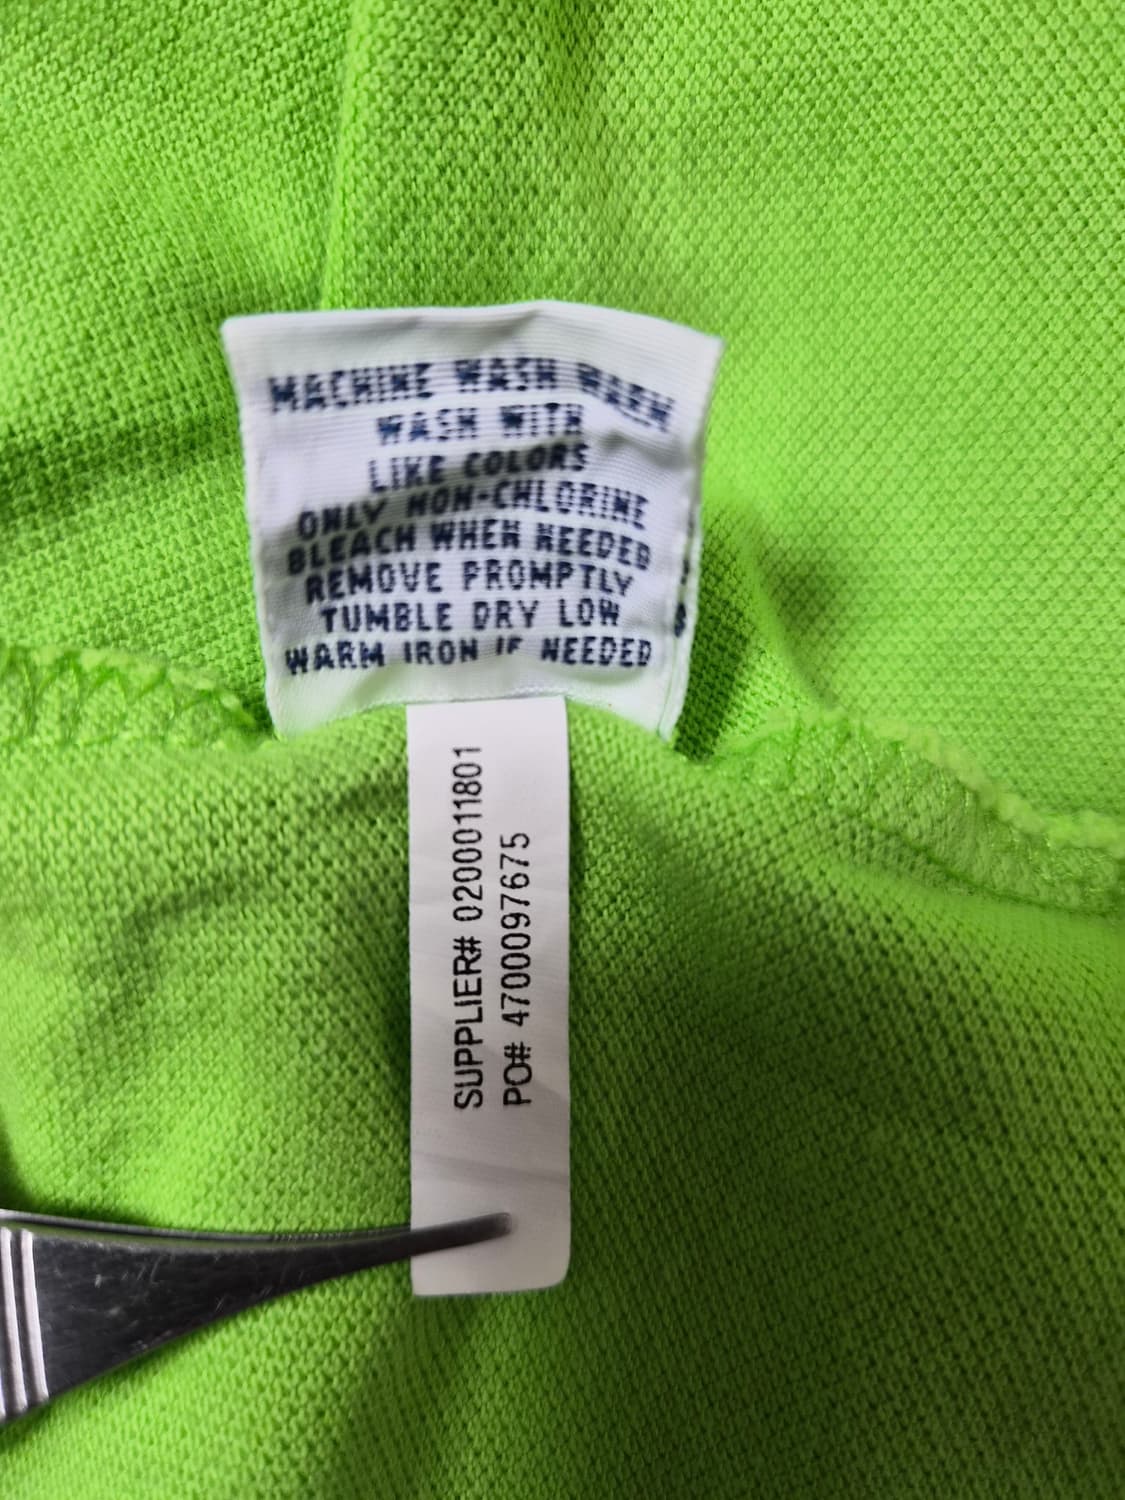 MACHINE WASH WARM
WASH WITH
LIKE COLORS
ONLY NON-CHLORINE
BLEACH WHEN NEEDED
REMOVE PROMPTLY
TUMBLE DRY LOW
WARM IRON IF NEEDED
SUPPLIER# 0200011801
PO# 4700097675